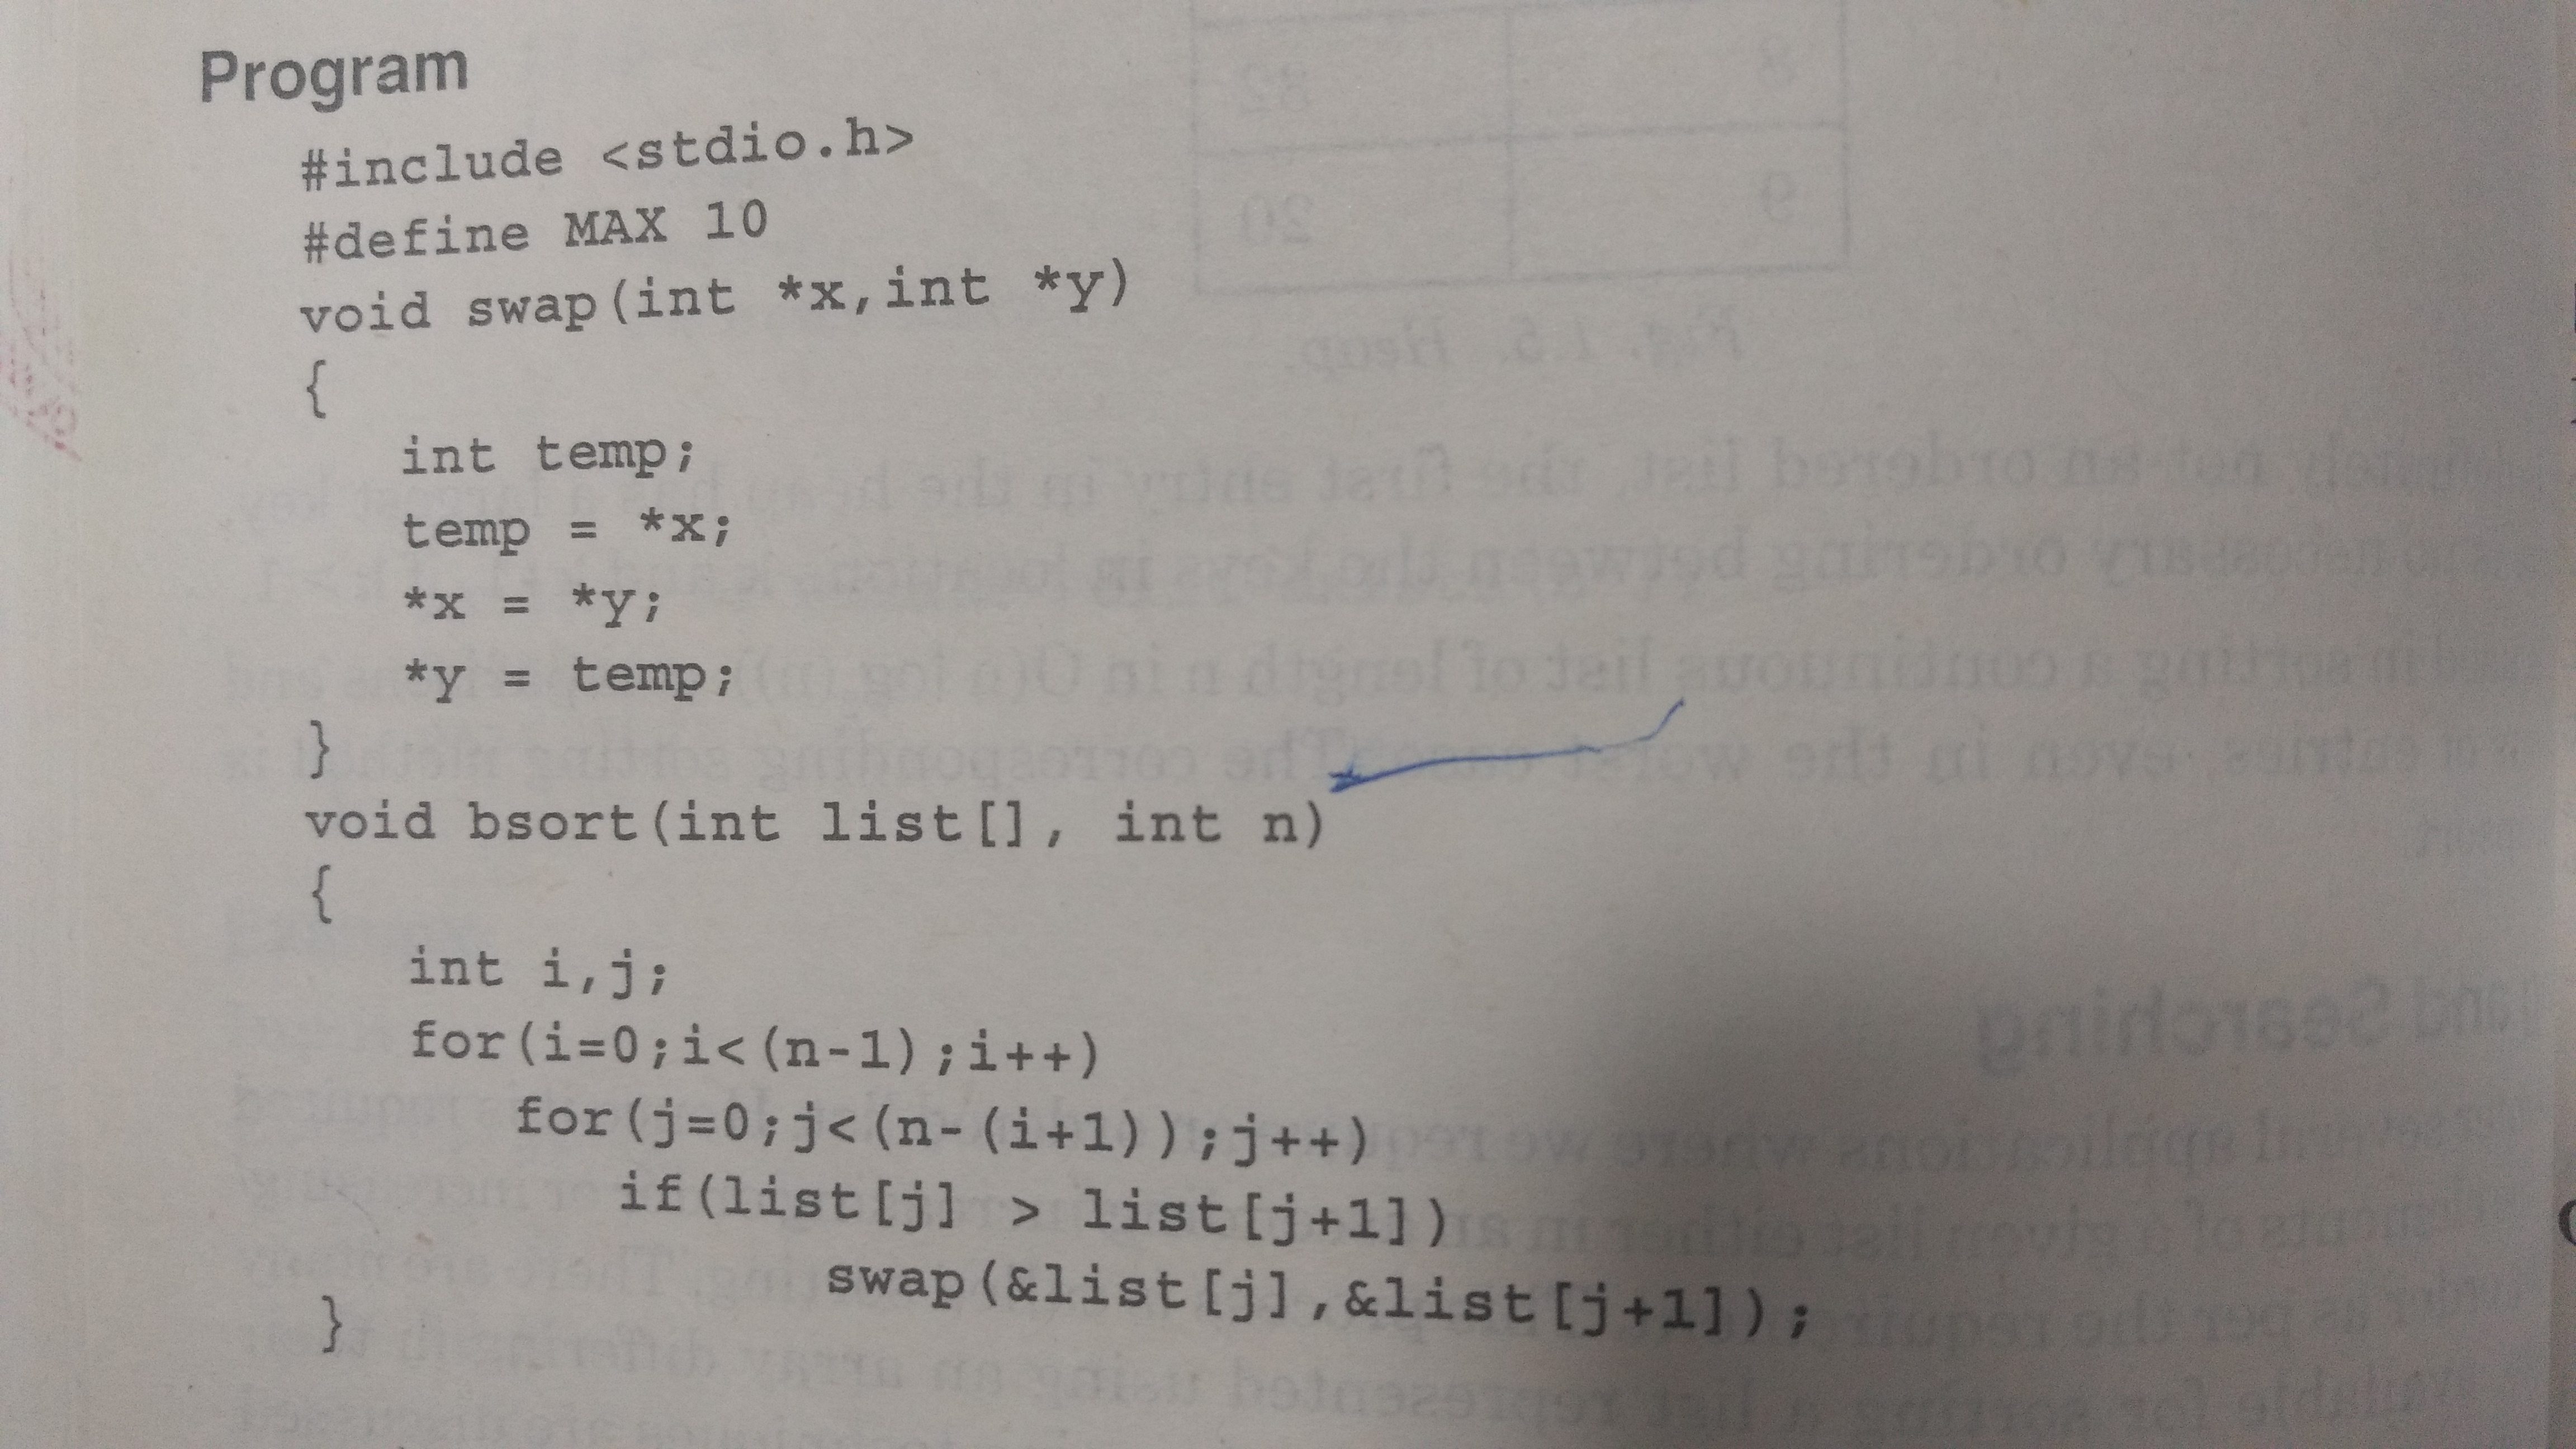 Program
#include <stdio.h>
#define MAX 10
void swap(int *x,int *y)
{
int temp;
temp = *x;
*x = *y;
*y = temp;
}
void bsort(int list[], int n)
{
int i,j;
for(i=0;i<(n-1);i++)
for(j=0;j<(n-(i+1));j++)
if(list[j] > list[j+1])
swap(&list[j],&list[j+1]);
}